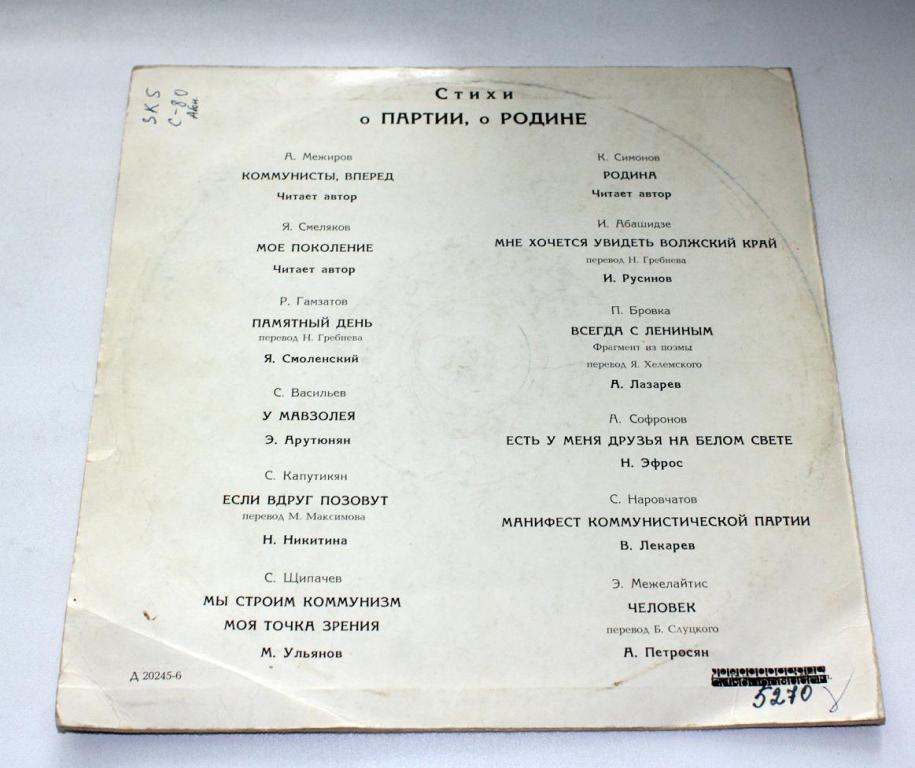 SKS
С-80
Стихи
о ПАРТИИ, о РОДИНЕ
А. Межиров
КОММУНИСТЫ, ВПЕРЕД
Читает автор
Я. Смеляков
МОЕ ПОКОЛЕНИЕ
Читает автор
Р. Гамзатов
ПАМЯТНЫЙ ДЕНЬ
перевод Н. Гребнева
Я. Смоленский
С. Васильев
У МАВЗОЛЕЯ
Э. Арутюнян
С. Капутикян
ЕСЛИ ВДРУГ ПОЗОВУТ
перевод М. Максимова
Н. Никитина
С. Щипачев
МЫ СТРОИМ КОММУНИЗМ
МОЯ ТОЧКА ЗРЕНИЯ
М. Ульянов
К. Симонов
РОДИНА
Читает автор
И. Абашидзе
МНЕ ХОЧЕТСЯ УВИДЕТЬ ВОЛЖСКИЙ КРАЙ
перевод Н. Гребнева
И. Русинов
П. Бровка
ВСЕГДА С ЛЕНИНЫМ
Фрагмент из поэмы
перевод Я. Хелемского
А. Лазарев
А. Софронов
ЕСТЬ У МЕНЯ ДРУЗЬЯ НА БЕЛОМ СВЕТЕ
Н. Эфрос
С. Наровчатов
МАНИФЕСТ КОММУНИСТИЧЕСКОЙ ПАРТИИ
В. Лекарев
Э. Межелайтис
ЧЕЛОВЕК
перевод Б. Слуцкого
А. Петросян
Д 20245-6
5270